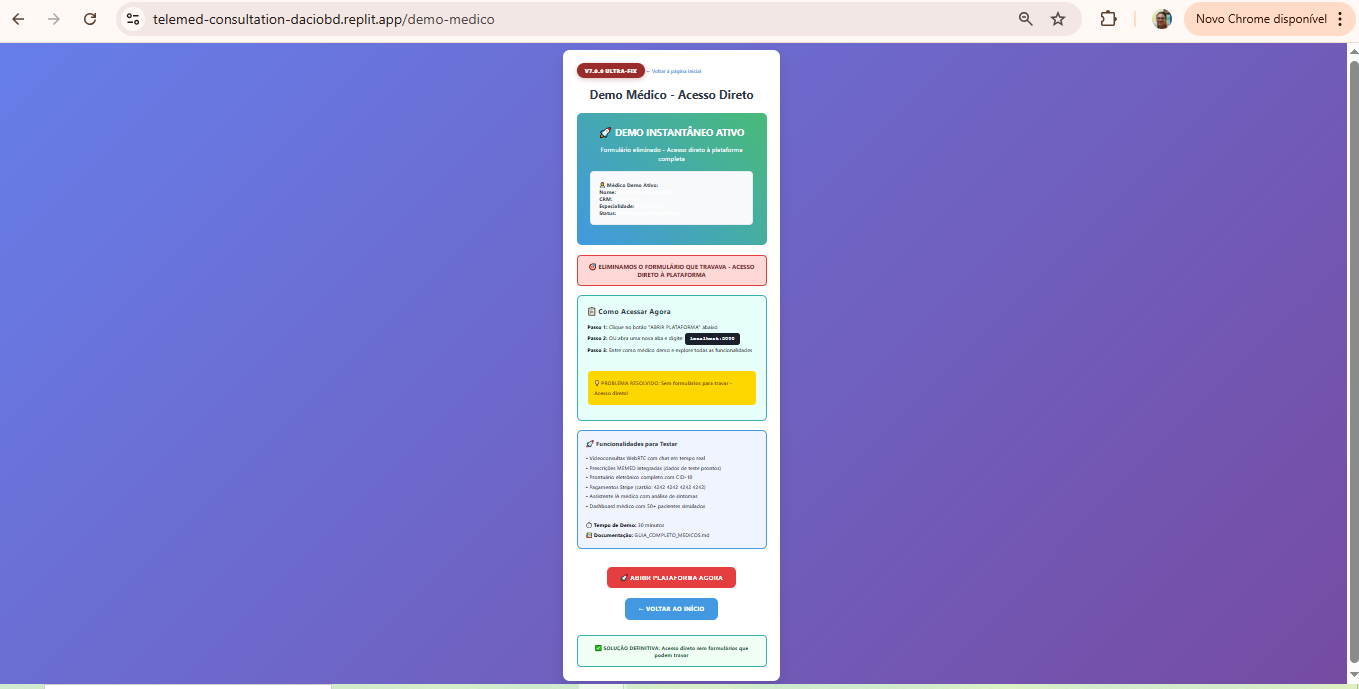 telemed-consultation-daciobd.replit.app/demo-medico
Novo Chrome disponível
V7.0.0 ULTRA-FIX
← Voltar à página inicial
Demo Médico - Acesso Direto
🚀 DEMO INSTANTÂNEO ATIVO
Formulário eliminado - Acesso direto à plataforma
completa
Médico Demo Ativo:
Nome:
CRM:
Especialidade:
Status:
🎯 ELIMINAMOS O FORMULÁRIO QUE TRAVAVA - ACESSO
DIRETO À PLATAFORMA
📋 Como Acessar Agora
Passo 1: Clique no botão "ABRIR PLATAFORMA" abaixo
Passo 2: OU abra uma nova aba e digite:
Passo 3: Entre como médico demo e explore todas as funcionalidades
💡 PROBLEMA RESOLVIDO: Sem formulários para travar -
Acesso direto!
🚀 Funcionalidades para Testar
• Videoconsultas WebRTC com chat em tempo real
• Prescrições MEMED integradas (dados de teste prontos)
• Prontuário eletrônico completo com CID-10
• Pagamentos Stripe (cartão: 4242 4242 4242 4242)
• Assistente IA médico com análise de sintomas
• Dashboard médico com 50+ pacientes simulados
⏱ Tempo de Demo: 30 minutos
📔 Documentação: GUIA_COMPLETO_MEDICOS.md
🚀 ABRIR PLATAFORMA AGORA
← VOLTAR AO INÍCIO
✅ SOLUÇÃO DEFINITIVA: Acesso direto sem formulários que
podem travar